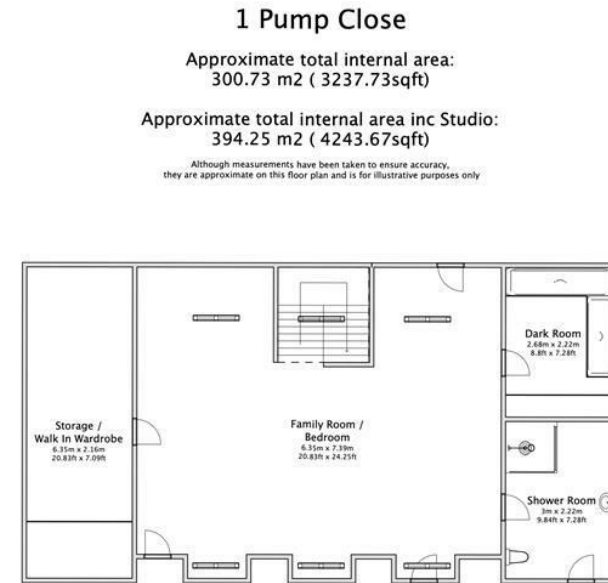 1 Pump Close
Approximate total internal area:
300.73 m2 ( 3237.73sqft)
Approximate total internal area inc Studio:
394.25 m2 ( 4243.67sqft)
Although measurements have been taken to ensure accuracy,
they are approximate on this floor plan and is for illustrative purposes only
Dark Room
2.68m x 2.22m
8.8ft x 7.28ft
Storage /
Walk In Wardrobe
6.35m x 2.16m
20.83ft x 7.09ft
Family Room /
Bedroom
6.35m x 7.39m
20.83ft x 24.25ft
Shower Room
3m x 2.22m
9.84ft x 7.28ft